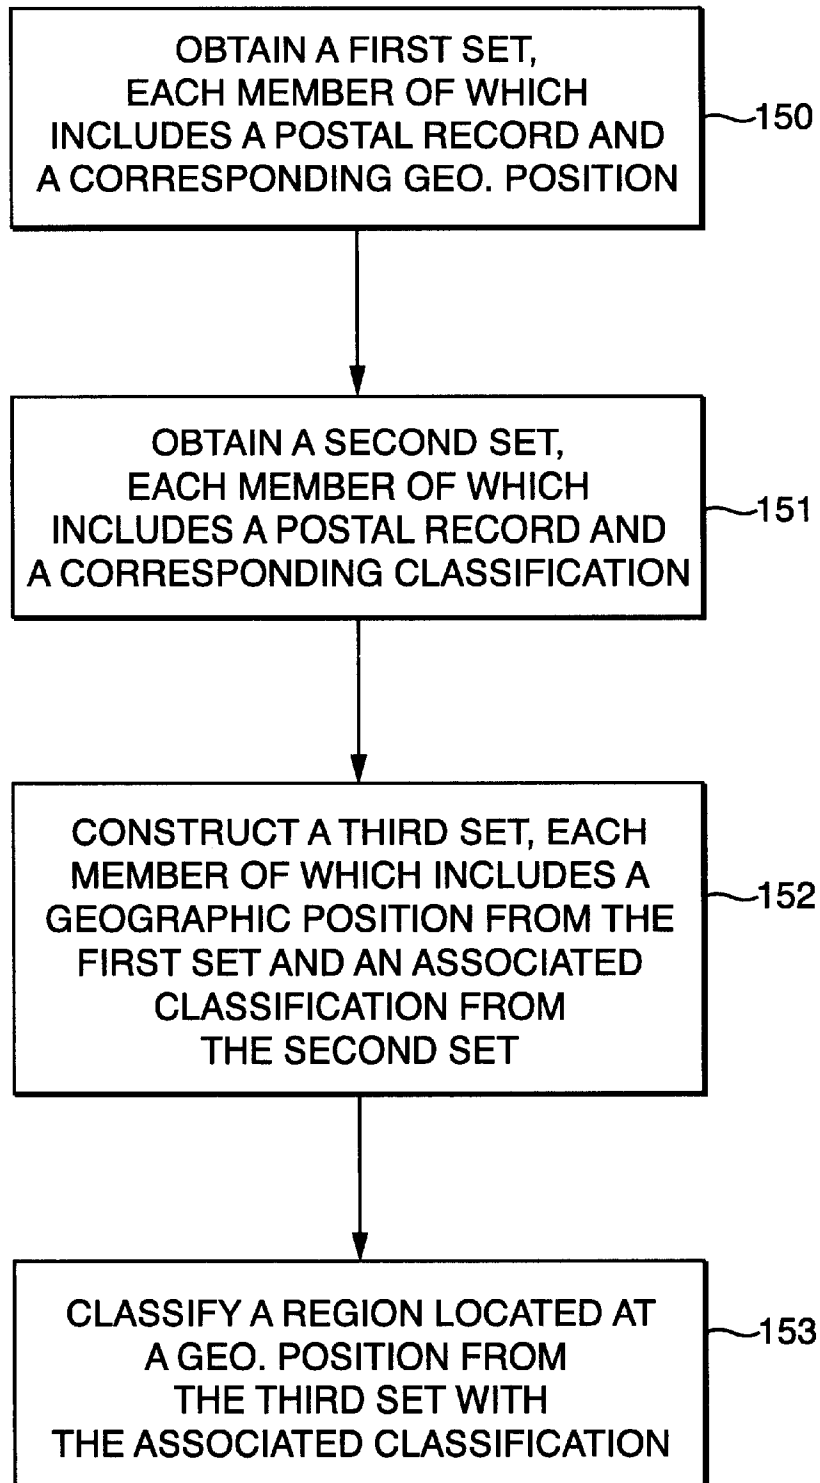 OBTAIN A FIRST SET,
EACH MEMBER OF WHICH
INCLUDES A POSTAL RECORD AND
A CORRESPONDING GEO. POSITION
150
OBTAIN A SECOND SET,
EACH MEMBER OF WHICH
INCLUDES A POSTAL RECORD AND
A CORRESPONDING CLASSIFICATION
151
CONSTRUCT A THIRD SET, EACH
MEMBER OF WHICH INCLUDES A
GEOGRAPHIC POSITION FROM THE
FIRST SET AND AN ASSOCIATED
CLASSIFICATION FROM
THE SECOND SET
152
CLASSIFY A REGION LOCATED AT
A GEO. POSITION FROM
THE THIRD SET WITH
THE ASSOCIATED CLASSIFICATION
153